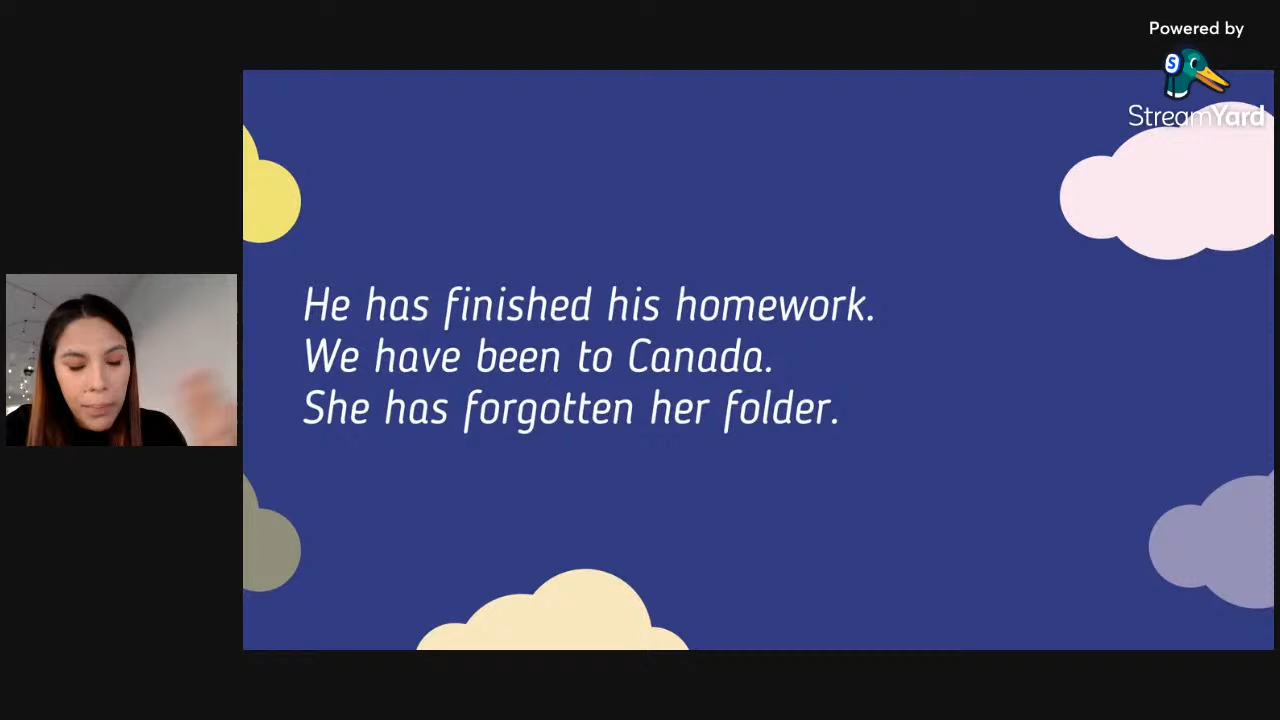 Powered by
S
StreamYard
He has finished his homework.
We have been to Canada.
She has forgotten her folder.